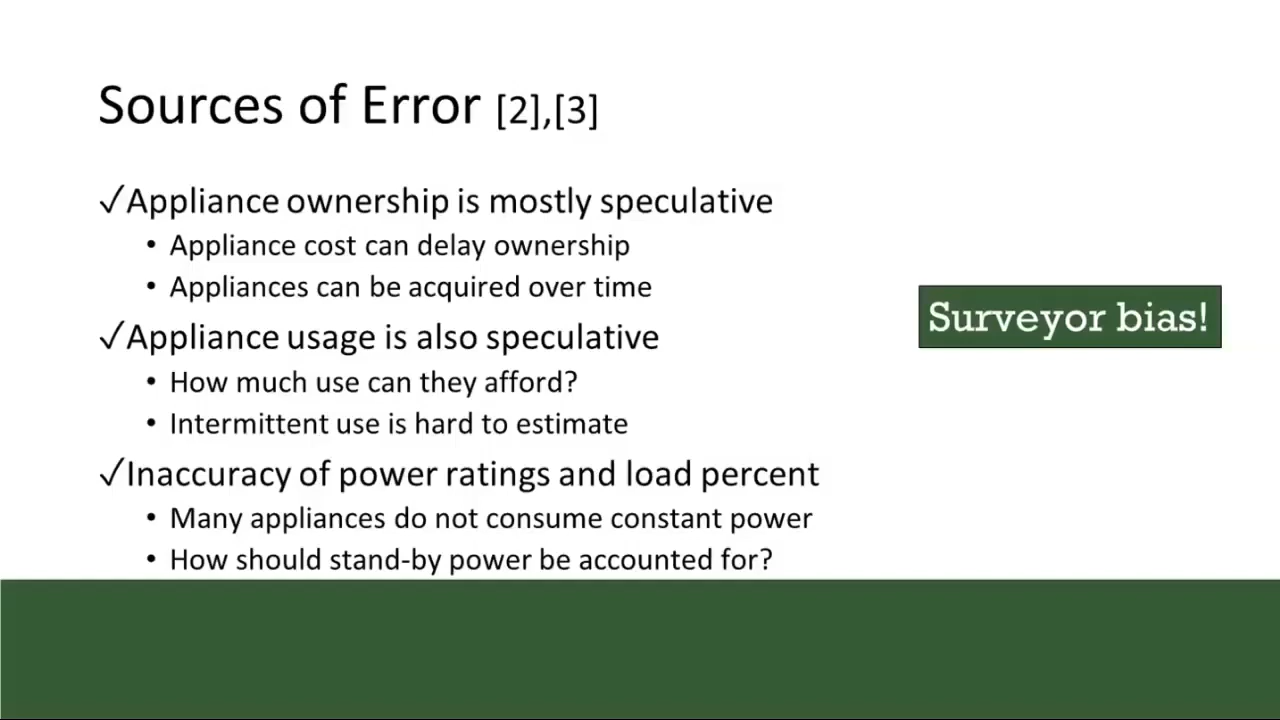 Sources of Error [2],[3]
✓Appliance ownership is mostly speculative
• Appliance cost can delay ownership
• Appliances can be acquired over time
✓Appliance usage is also speculative
• How much use can they afford?
• Intermittent use is hard to estimate
✓Inaccuracy of power ratings and load percent
• Many appliances do not consume constant power
• How should stand-by power be accounted for?
Surveyor bias!